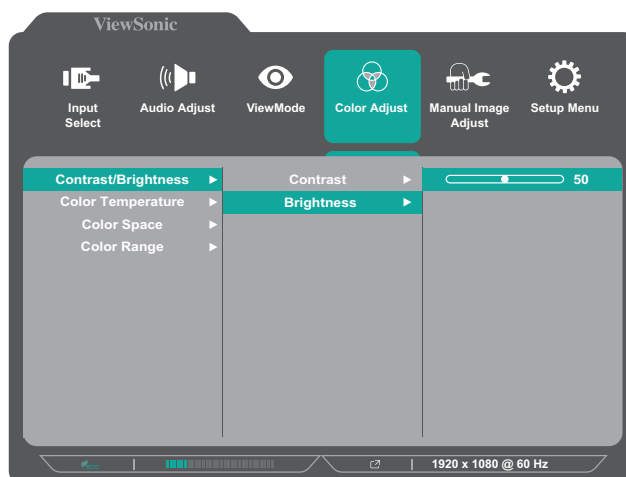 ViewSonic
Input Select
Audio Adjust
ViewMode
Color Adjust
Manual Image Adjust
Setup Menu
Contrast/Brightness
Color Temperature
Color Space
Color Range
Contrast
Brightness
50
1920 x 1080 @ 60 Hz